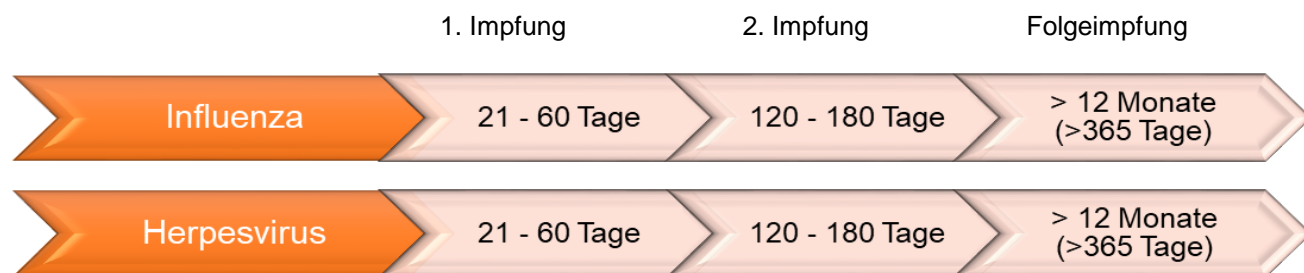 1. Impfung 2. Impfung Folgeimpfung
Influenza 21 - 60 Tage 120 - 180 Tage > 12 Monate
(>365 Tage)
Herpesvirus 21 - 60 Tage 120 - 180 Tage > 12 Monate
(>365 Tage)